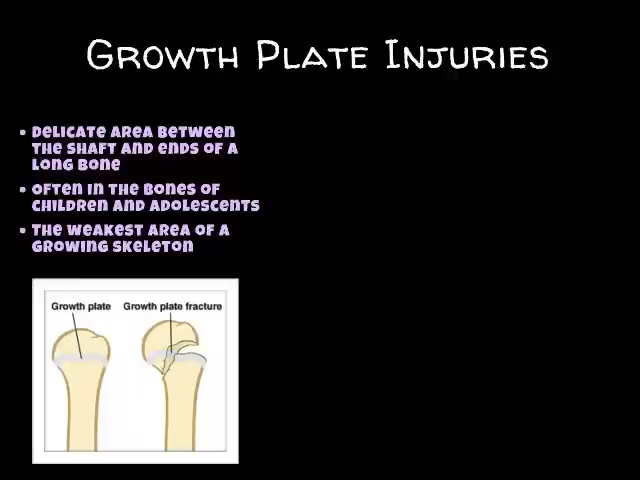 Growth Plate Injuries
• Delicate area between
the shaft and ends of a
long bone
• Often in the bones of
children and adolescents
• The weakest area of a
growing skeleton
Growth plate Growth plate fracture